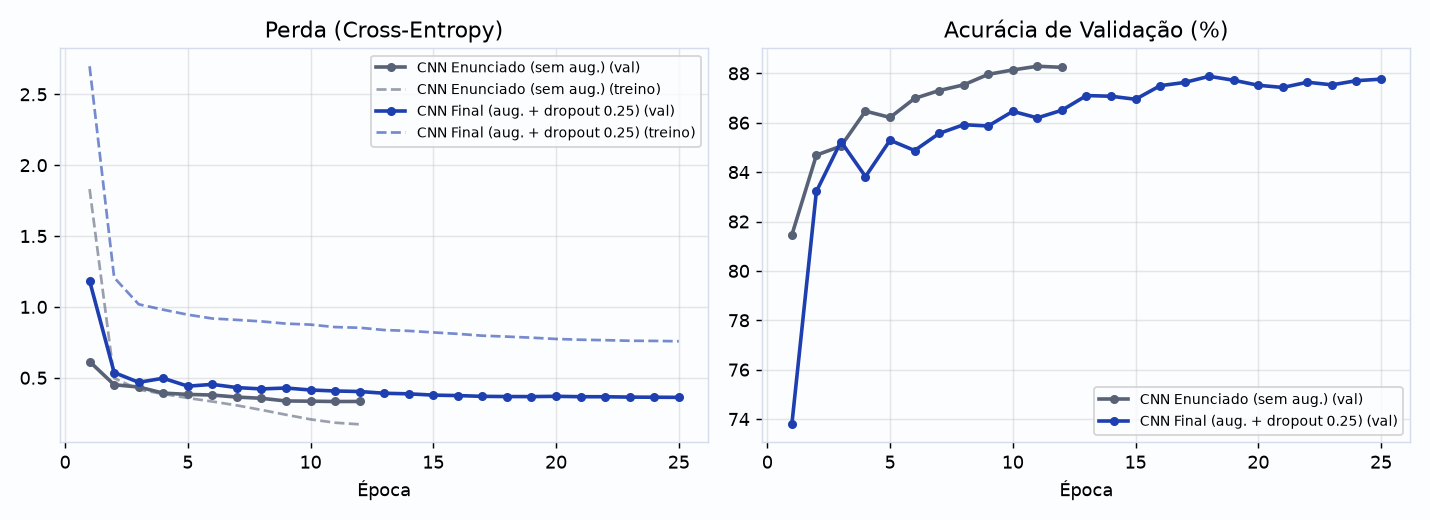 Perda (Cross-Entropy)
CNN Enunciado (sem aug.) (val)
CNN Enunciado (sem aug.) (treino)
CNN Final (aug. + dropout 0.25) (val)
CNN Final (aug. + dropout 0.25) (treino)
2.5
2.0
1.5
1.0
0.5
0 5 10 15 20 25
Época
Acurácia de Validação (%)
88
86
84
82
80
78
76
74
CNN Enunciado (sem aug.) (val)
CNN Final (aug. + dropout 0.25) (val)
0 5 10 15 20 25
Época